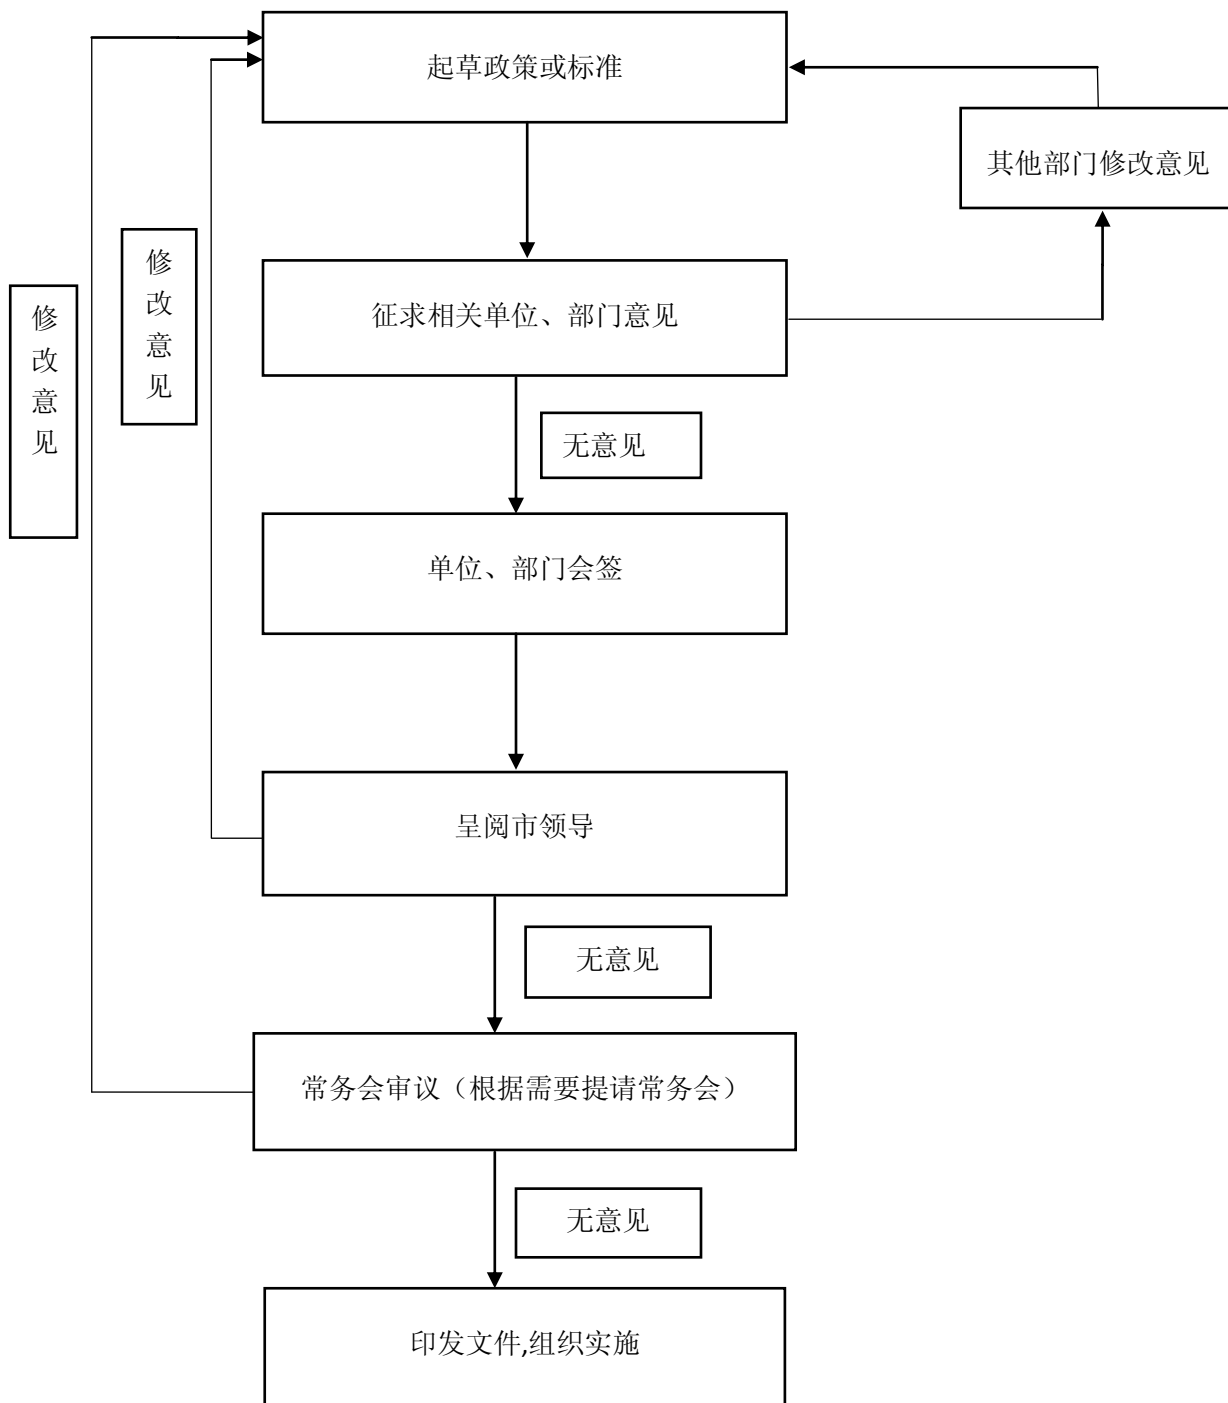 起草政策或标准
其他部门修改意见
修改意见
修改意见
征求相关单位、部门意见
无意见
单位、部门会签
呈阅市领导
无意见
常务会审议（根据需要提请常务会）
无意见
印发文件,组织实施